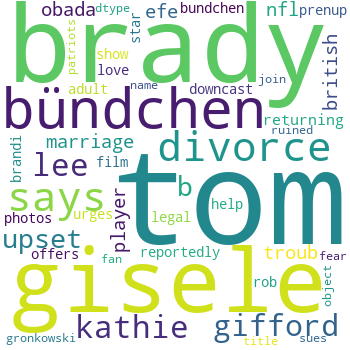 obada dtype star efe nfl prenup
brady
patriots show love bundchen british
adult name join
bündchen downcast
returning ruined
brandi lee marriage film divorce
says player b help
photos urges legal
upset offers reportedly troub
fan rob object fear
tom
gisele
kathie gifford
gronkowski title sues